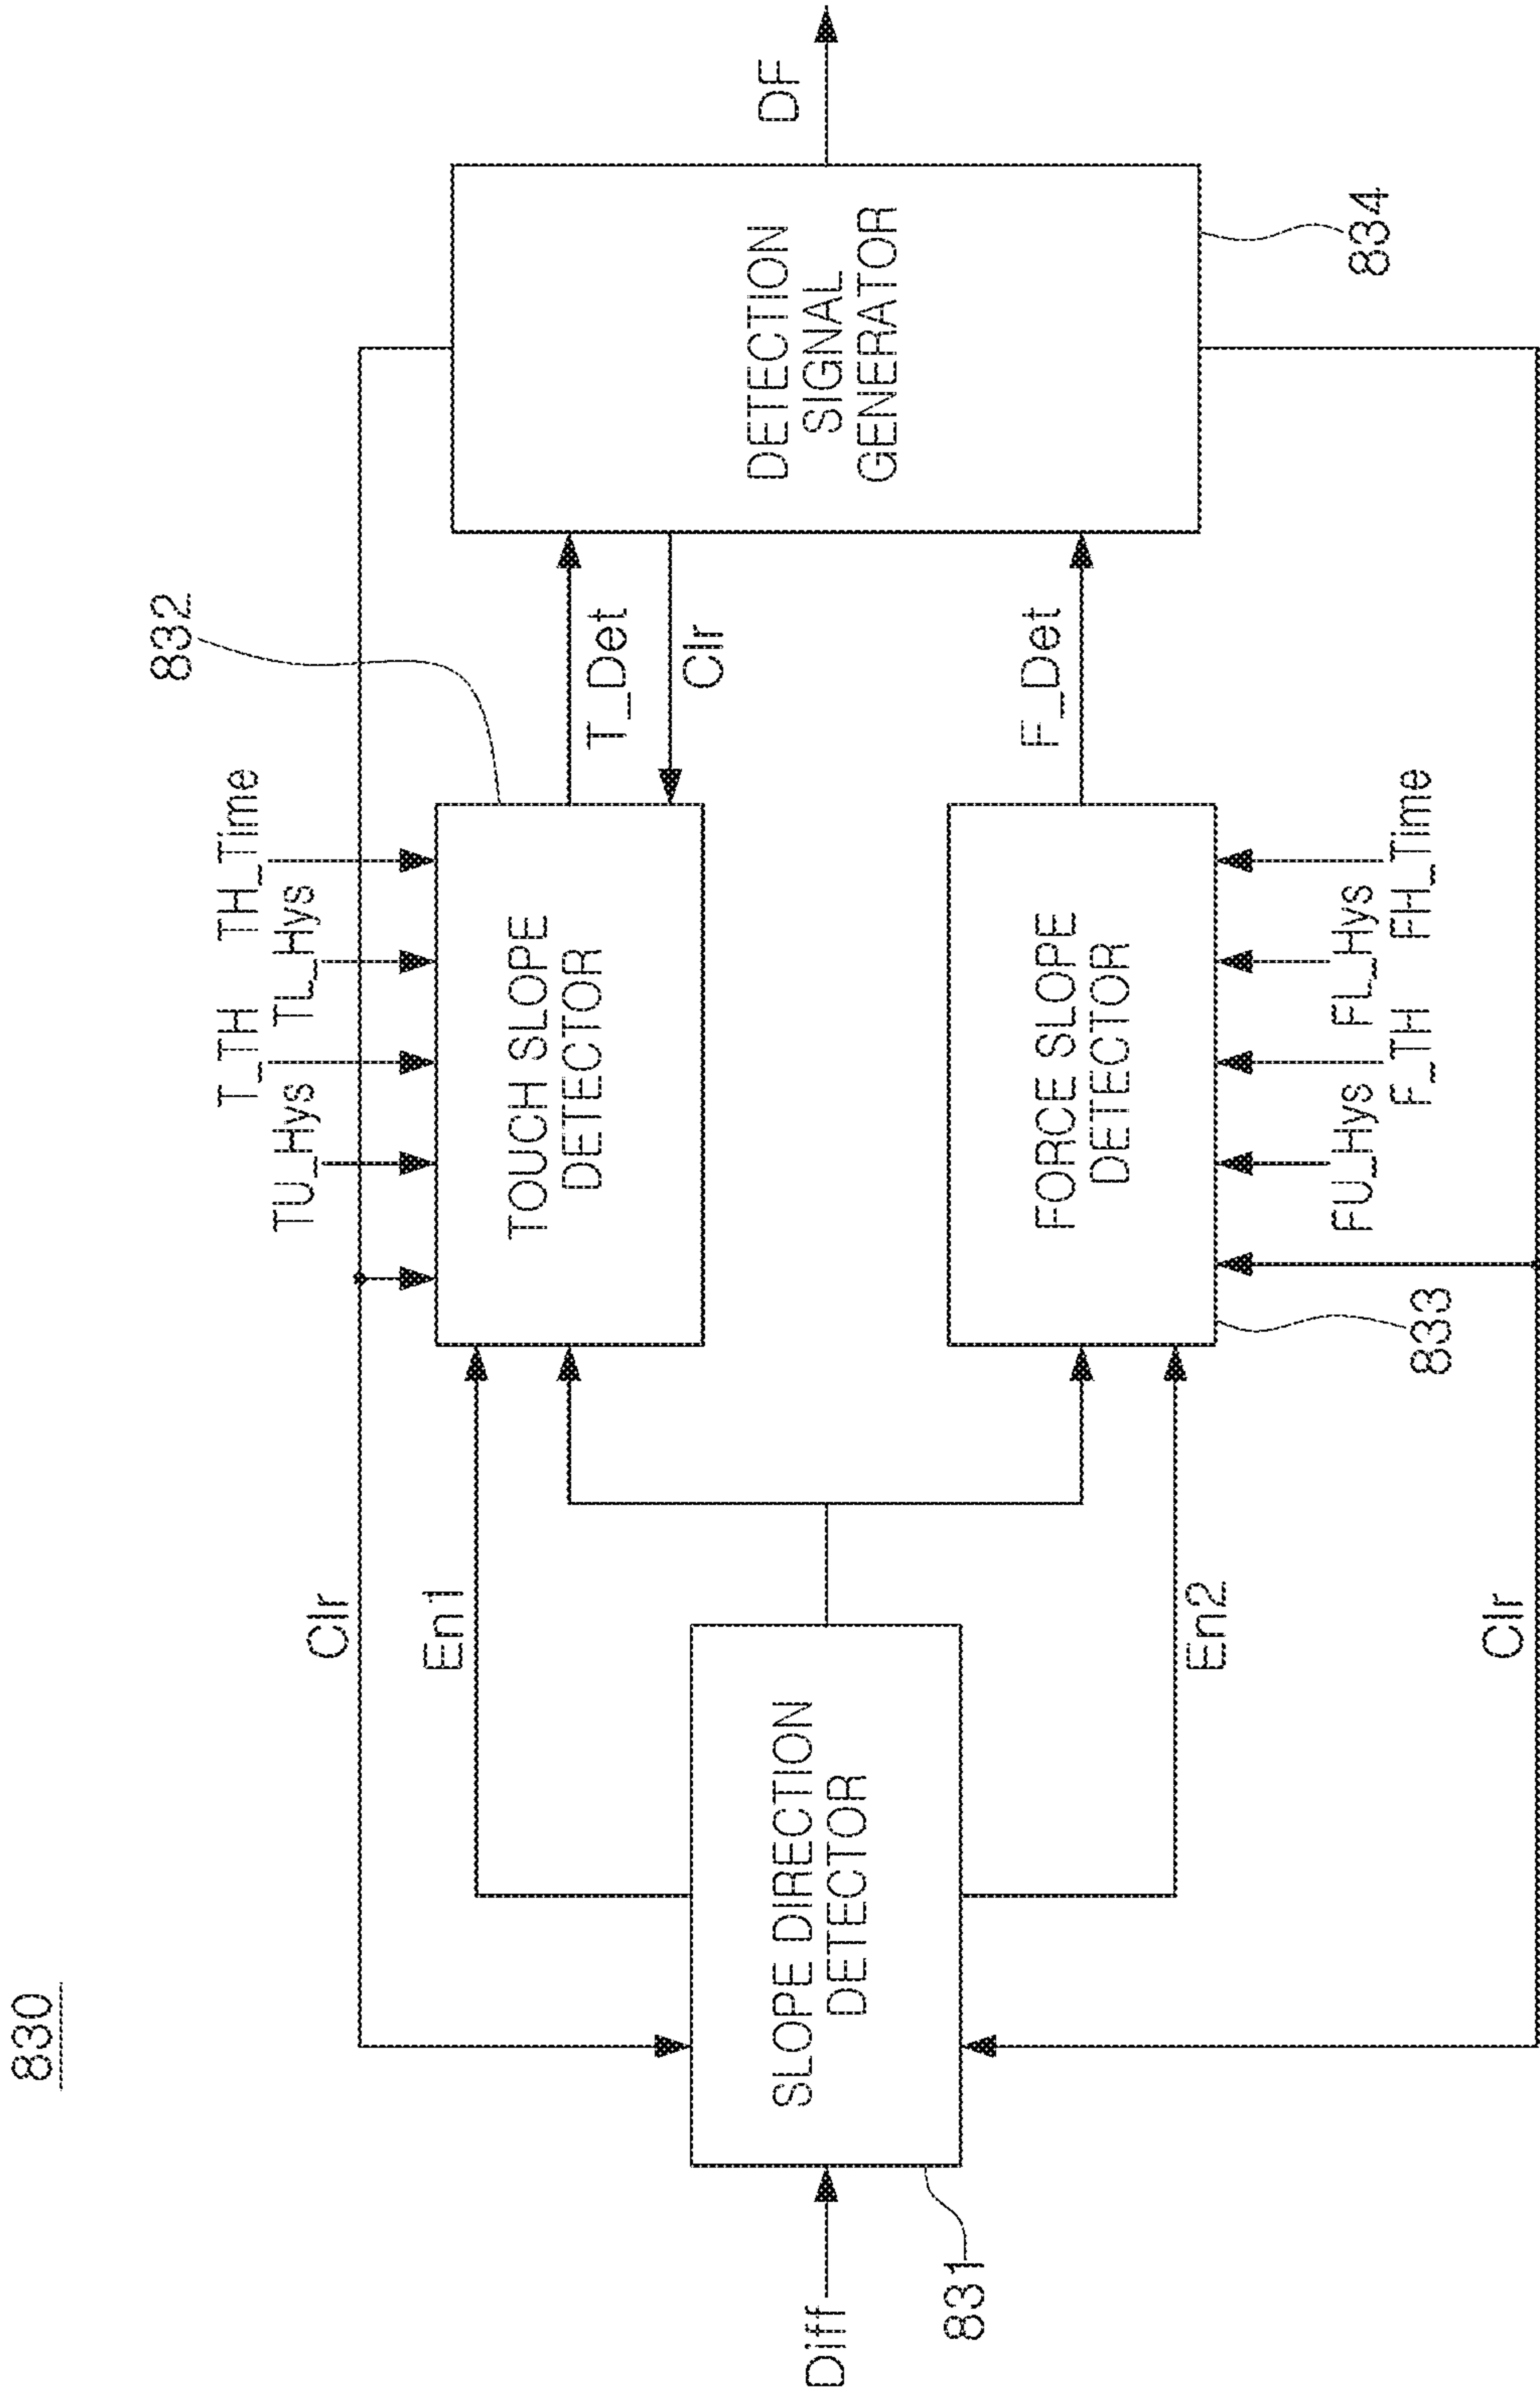 830
Diff
831
SLOPE DIRECTION
DETECTOR
Clr
En1
En2
Clr
TU_Hys
T_TH
TL_Hys
TH_Time
832
TOUCH SLOPE
DETECTOR
FORCE SLOPE
DETECTOR
833
FU_Hys
F_TH
FL_Hys
FH_Time
T_Det
Clr
F_Det
DETECTION
SIGNAL
GENERATOR
834
DF